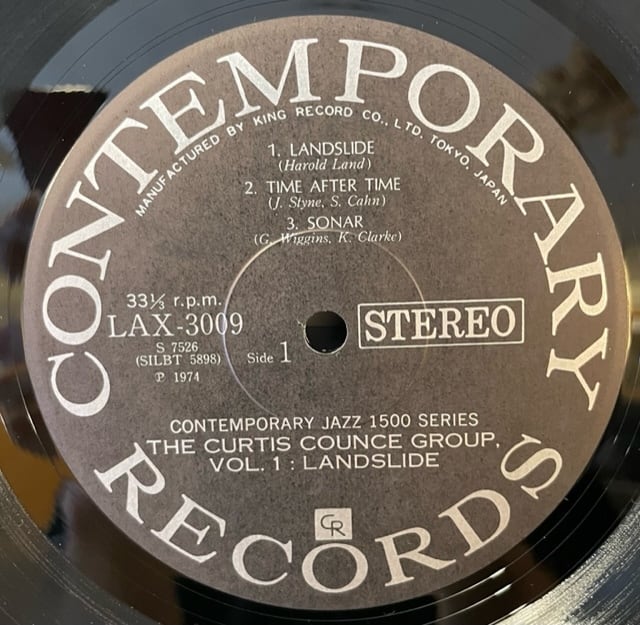 CONTEMPORARY
MANUFACTURED BY KING RECORD CO., LTD. TOKYO, JAPAN
1. LANDSLIDE
(Harold Land)
2. TIME AFTER TIME
(J. Styne, S. Cahn)
3. SONAR
(G. Wiggins, K. Clarke)
33⅓ r.p.m.
LAX-3009
S 7526
(SILBT 5898)
℗ 1974
Side 1
STEREO
CONTEMPORARY JAZZ 1500 SERIES
THE CURTIS COUNCE GROUP,
VOL. 1 : LANDSLIDE
CR
RECORDS